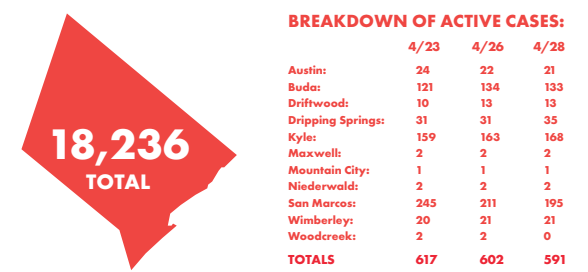 18,236
TOTAL
BREAKDOWN OF ACTIVE CASES:
4/23 4/26 4/28
Austin: 24 22 21
Buda: 121 134 133
Driftwood: 10 13 13
Dripping Springs: 31 31 35
Kyle: 159 163 168
Maxwell: 2 2 2
Mountain City: 1 1 1
Niederwald: 2 2 2
San Marcos: 245 211 195
Wimberley: 20 21 21
Woodcreek: 2 2 0
TOTALS 617 602 591